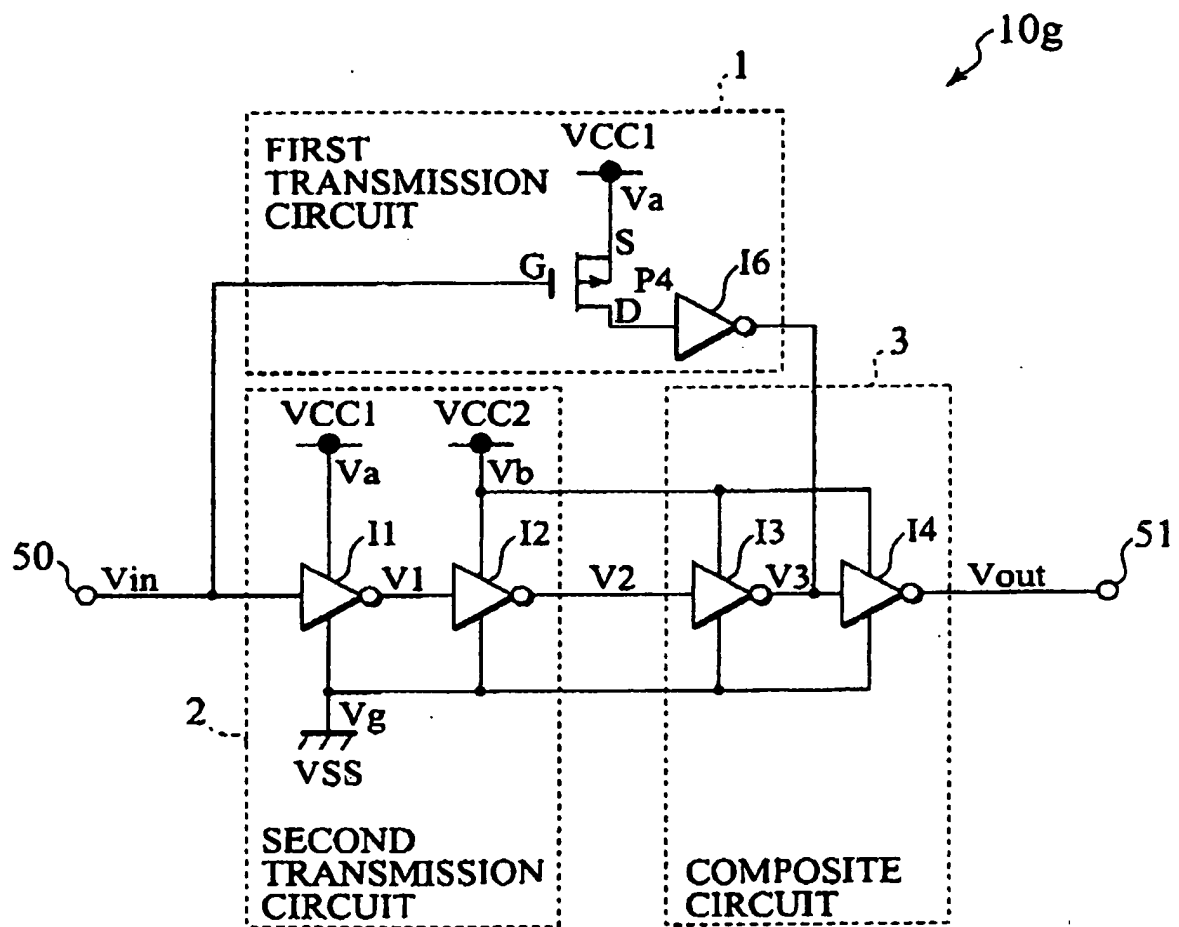 10g
1
FIRST
TRANSMISSION
CIRCUIT
VCC1
Va
S
G
P4
D
I6
3
VCC1
VCC2
Va
Vb
I1
I2
I3
I4
50
Vin
V1
V2
V3
Vout
51
2
Vg
VSS
SECOND
TRANSMISSION
CIRCUIT
COMPOSITE
CIRCUIT